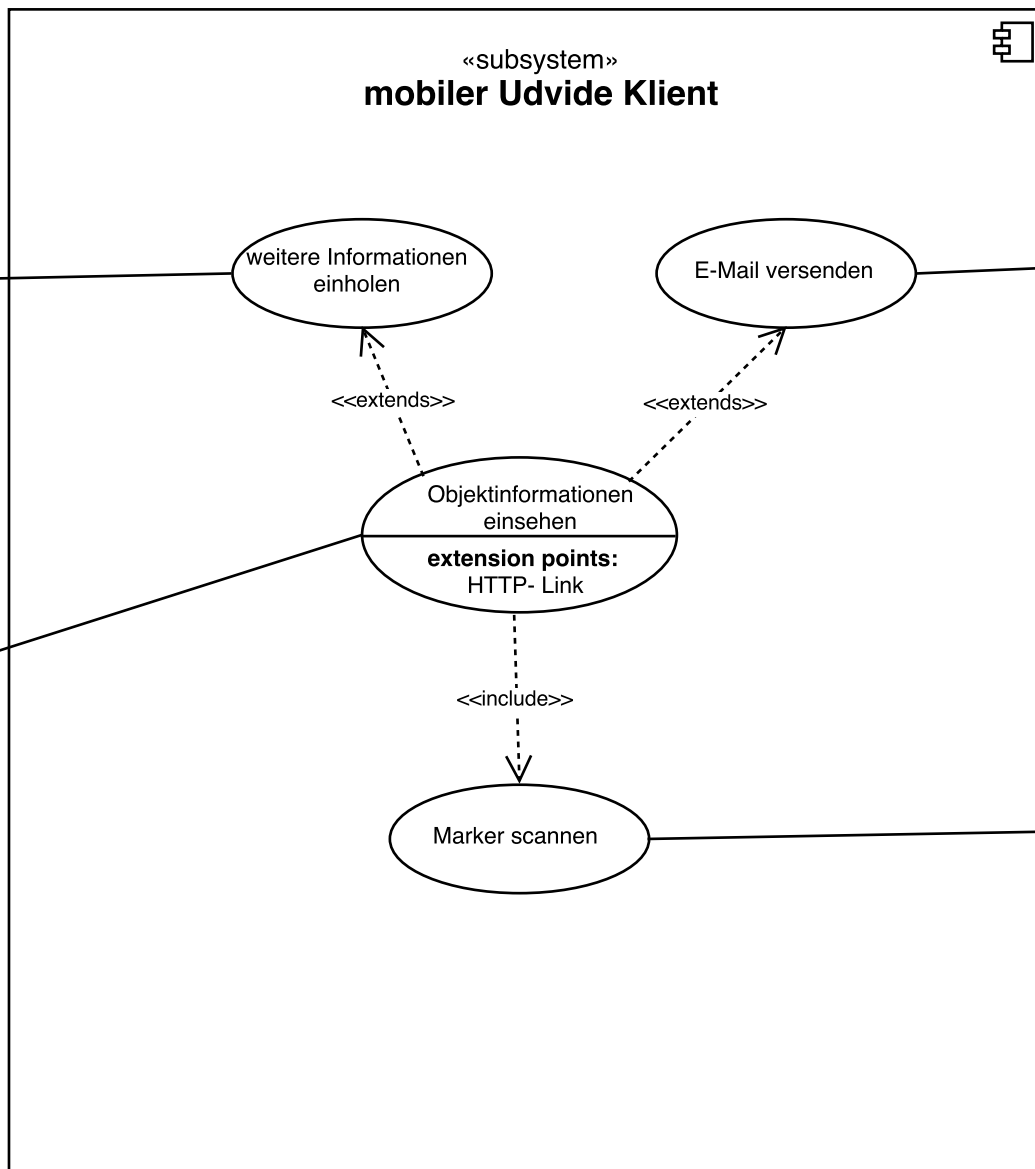 «subsystem»
mobiler Udvide Klient
weitere Informationen
einholen
E-Mail versenden
<<extends>>
<<extends>>
Objektinformationen
einsehen
extension points:
HTTP- Link
<<include>>
Marker scannen